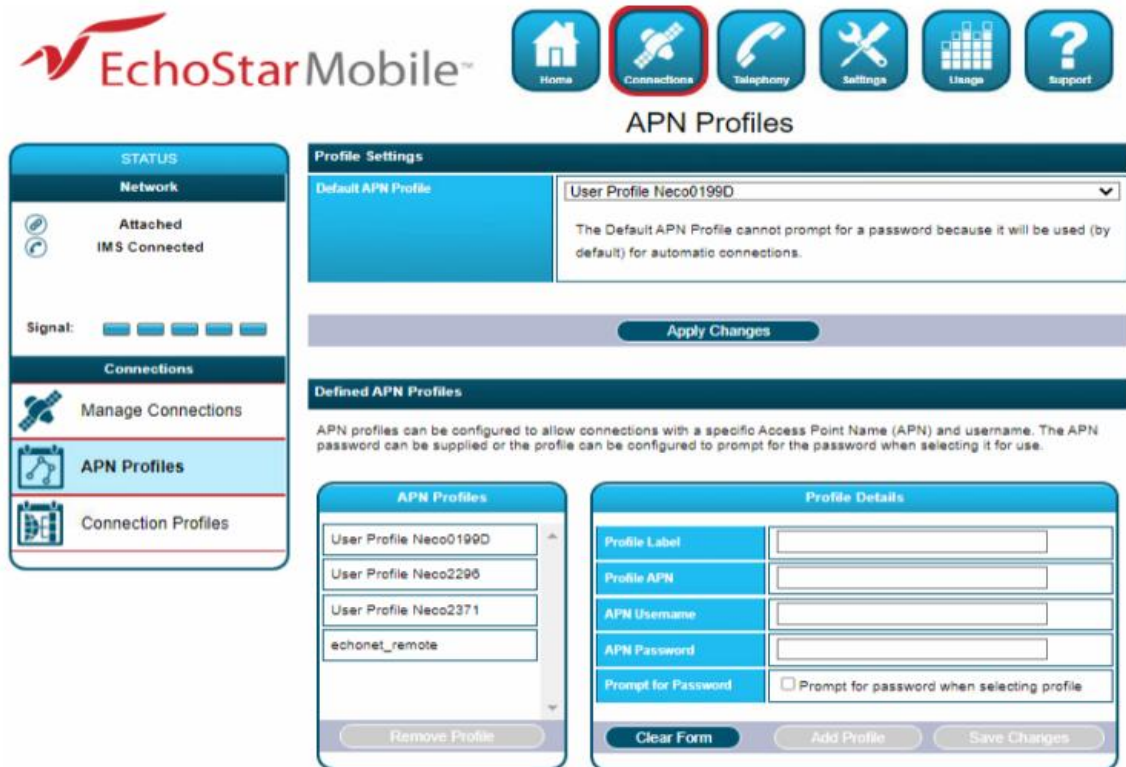 EchoStar Mobile™
Home
Connections
Telephony
Settings
Usage
Support
APN Profiles
STATUS
Network
Attached
IMS Connected
Signal:
Connections
Manage Connections
APN Profiles
Connection Profiles
Profile Settings
Default APN Profile
User Profile Neco0199D
The Default APN Profile cannot prompt for a password because it will be used (by
default) for automatic connections.
Apply Changes
Defined APN Profiles
APN profiles can be configured to allow connections with a specific Access Point Name (APN) and username. The APN
password can be supplied or the profile can be configured to prompt for the password when selecting it for use.
APN Profiles
User Profile Neco0199D
User Profile Neco2296
User Profile Neco2371
echonet_remote
Remove Profile
Profile Details
Profile Label
Profile APN
APN Username
APN Password
Prompt for Password
Prompt for password when selecting profile
Clear Form
Add Profile
Save Changes